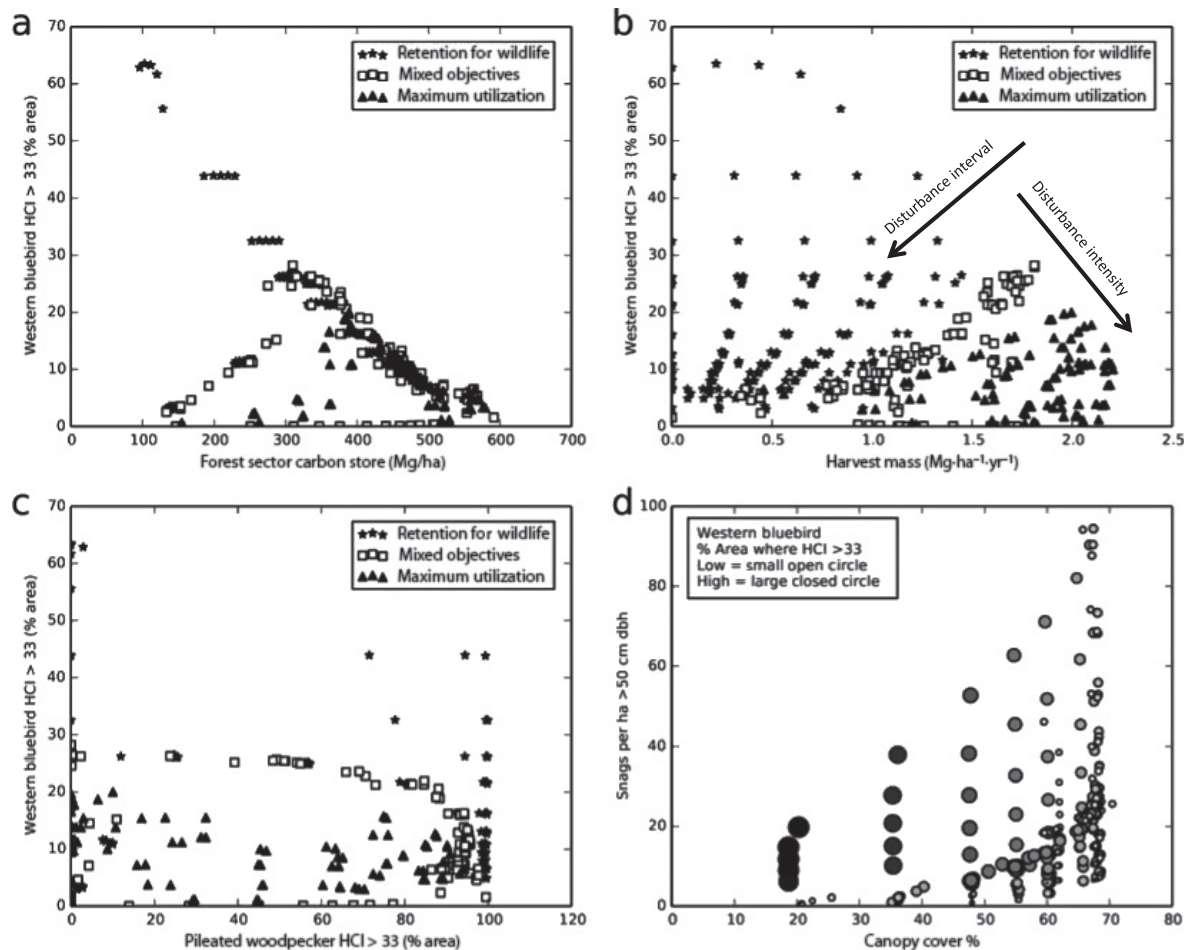 a
70
60
50
40
30
20
10
0
Western bluebird HCI > 33 (% area)
Retention for wildlife
Mixed objectives
Maximum utilization
0 100 200 300 400 500 600 700
Forest sector carbon store (Mg/ha)
b
70
60
50
40
30
20
10
0
Western bluebird HCI > 33 (% area)
Retention for wildlife
Mixed objectives
Maximum utilization
Disturbance interval
Disturbance intensity
0.0 0.5 1.0 1.5 2.0 2.5
Harvest mass (Mg·ha⁻¹·yr⁻¹)
c
70
60
50
40
30
20
10
0
Western bluebird HCI > 33 (% area)
Retention for wildlife
Mixed objectives
Maximum utilization
0 20 40 60 80 100 120
Pileated woodpecker HCI > 33 (% area)
d
100
80
60
40
20
0
Snags per ha >50 cm dbh
Western bluebird
% Area where HCI >33
Low = small open circle
High = large closed circle
0 10 20 30 40 50 60 70 80
Canopy cover %